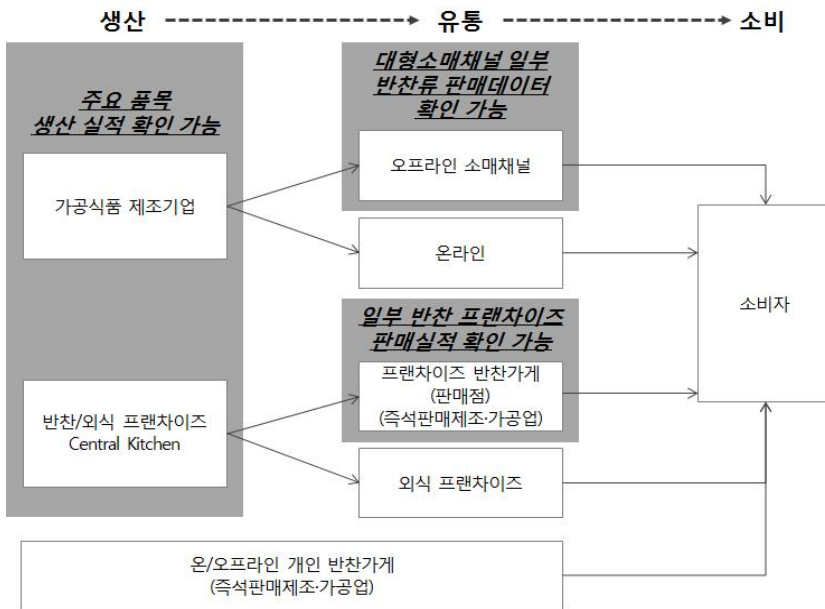 생산
유통
소비
주요 품목
생산 실적 확인 가능
가공식품 제조기업
반찬/외식 프랜차이즈
Central Kitchen
대형소매채널 일부
반찬류 판매데이터
확인 가능
오프라인 소매채널
온라인
일부 반찬 프랜차이즈
판매실적 확인 가능
프랜차이즈 반찬가게
(판매점)
(즉석판매제조·가공업)
외식 프랜차이즈
소비자
온/오프라인 개인 반찬가게
(즉석판매제조·가공업)